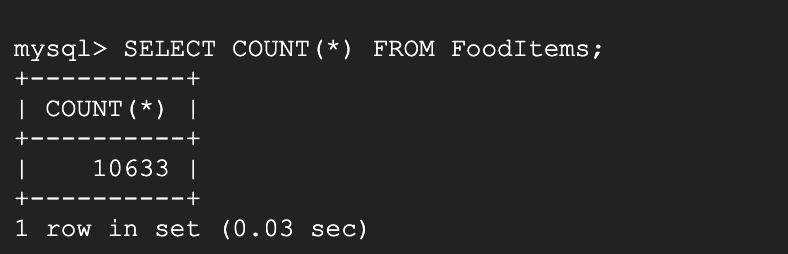 mysql> SELECT COUNT(*) FROM FoodItems;
+----------+
| COUNT(*) |
+----------+
|    10633 |
+----------+
1 row in set (0.03 sec)